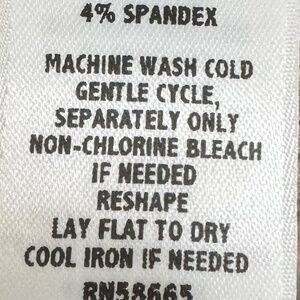 4% SPANDEX
MACHINE WASH COLD
GENTLE CYCLE,
SEPARATELY ONLY
NON-CHLORINE BLEACH
IF NEEDED
RESHAPE
LAY FLAT TO DRY
COOL IRON IF NEEDED
RN58665